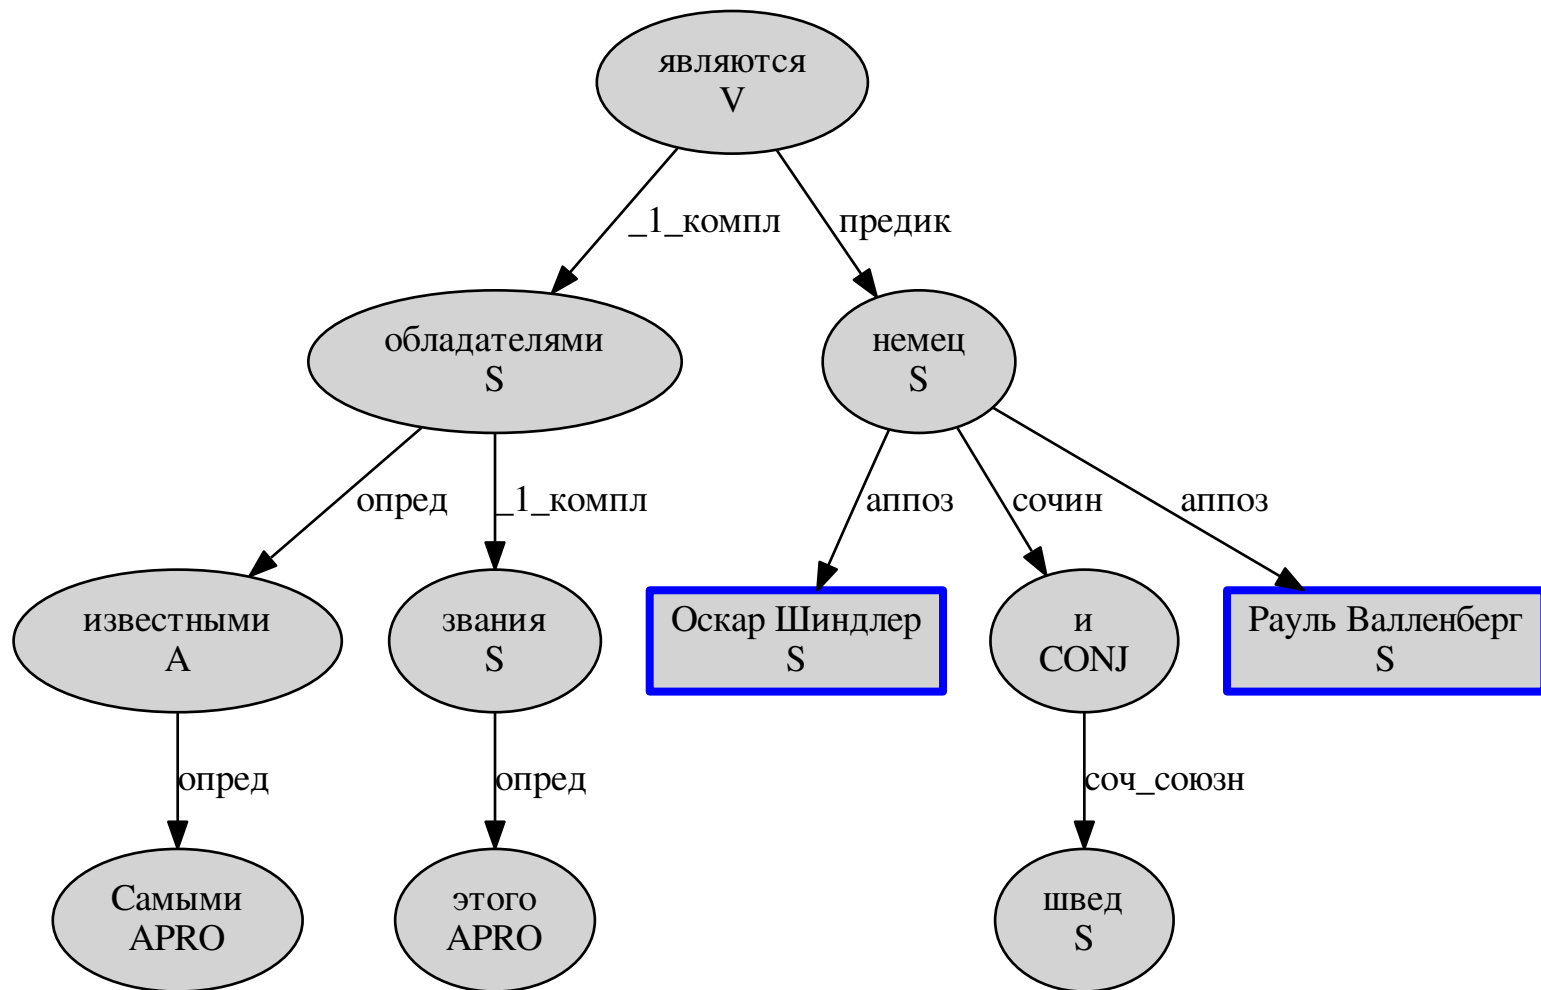 являются
V
_1_компл
предик
обладателями
S
немец
S
опред
_1_компл
аппоз
сочин
аппоз
известными
A
звания
S
Оскар Шиндлер
S
и
CONJ
Рауль Валленберг
S
опред
опред
соч_союзн
Самыми
APRO
этого
APRO
швед
S